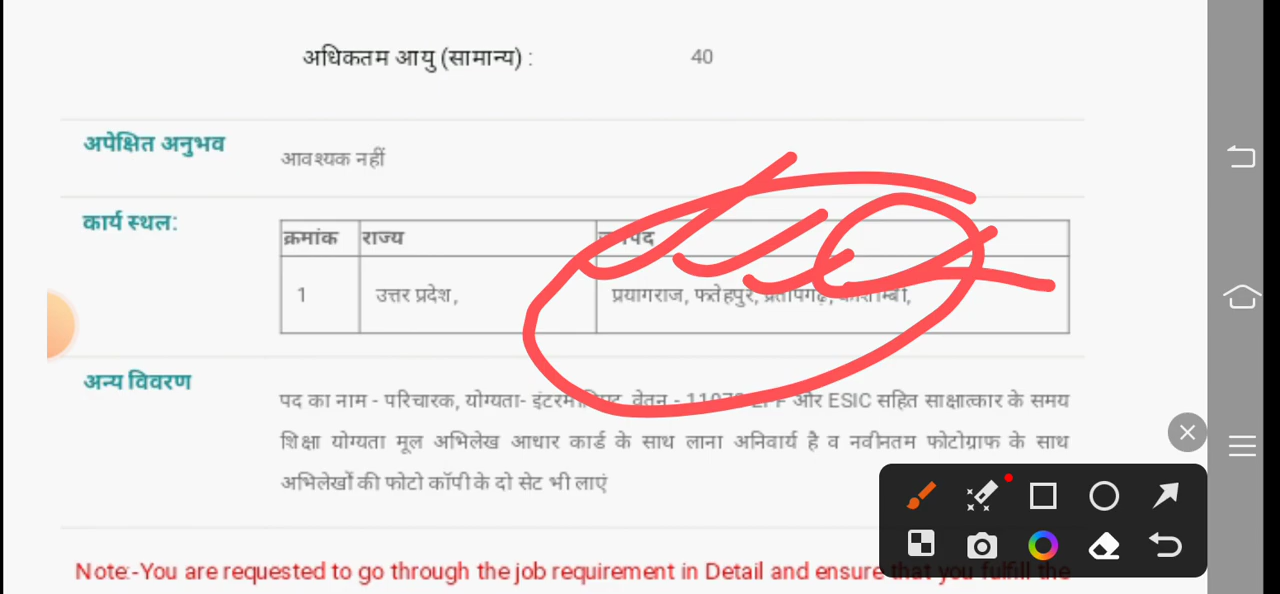 अधिकतम आयु (सामान्य) : 40
अपेक्षित अनुभव
आवश्यक नहीं
कार्य स्थल:
क्रमांक राज्य
1 उत्तर प्रदेश, प्रयागराज, फतेहपुर,
अन्य विवरण
पद का नाम - परिचारक, योग्यता- वेतन - और ESIC सहित साक्षात्कार के समय
शिक्षा योग्यता मूल अभिलेख आधार कार्ड के साथ लाना अनिवार्य है व नवीनतम फोटोग्राफ के साथ
अभिलेखों की फोटो कॉपी के दो सेट भी लाएं
Note:-You are requested to go through the job requirement in Detail and ensure that you fulfill the